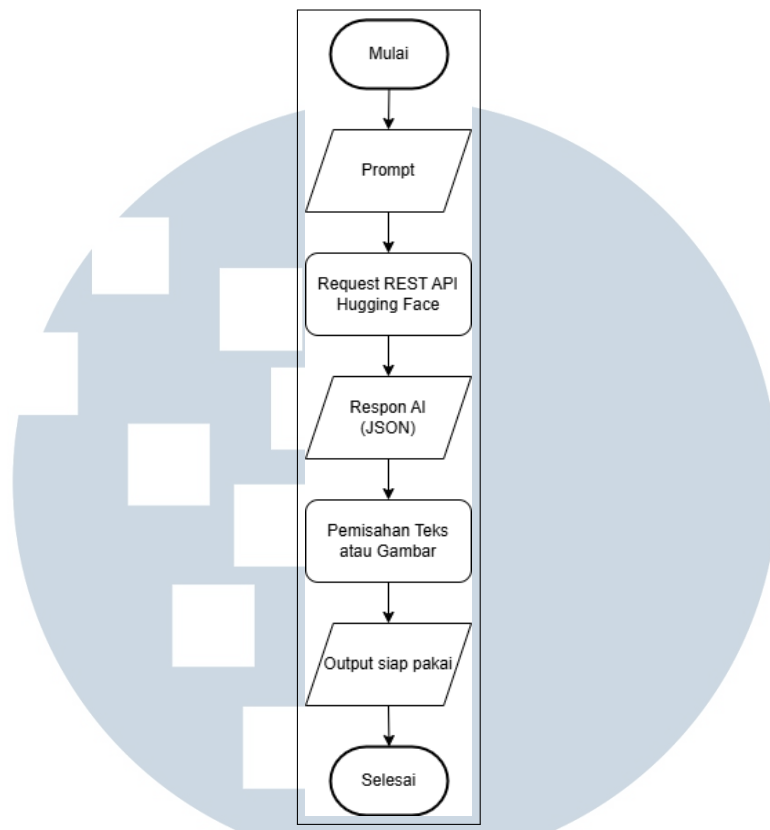 Mulai
Prompt
Request REST API
Hugging Face
Respon AI
(JSON)
Pemisahan Teks
atau Gambar
Output siap pakai
Selesai